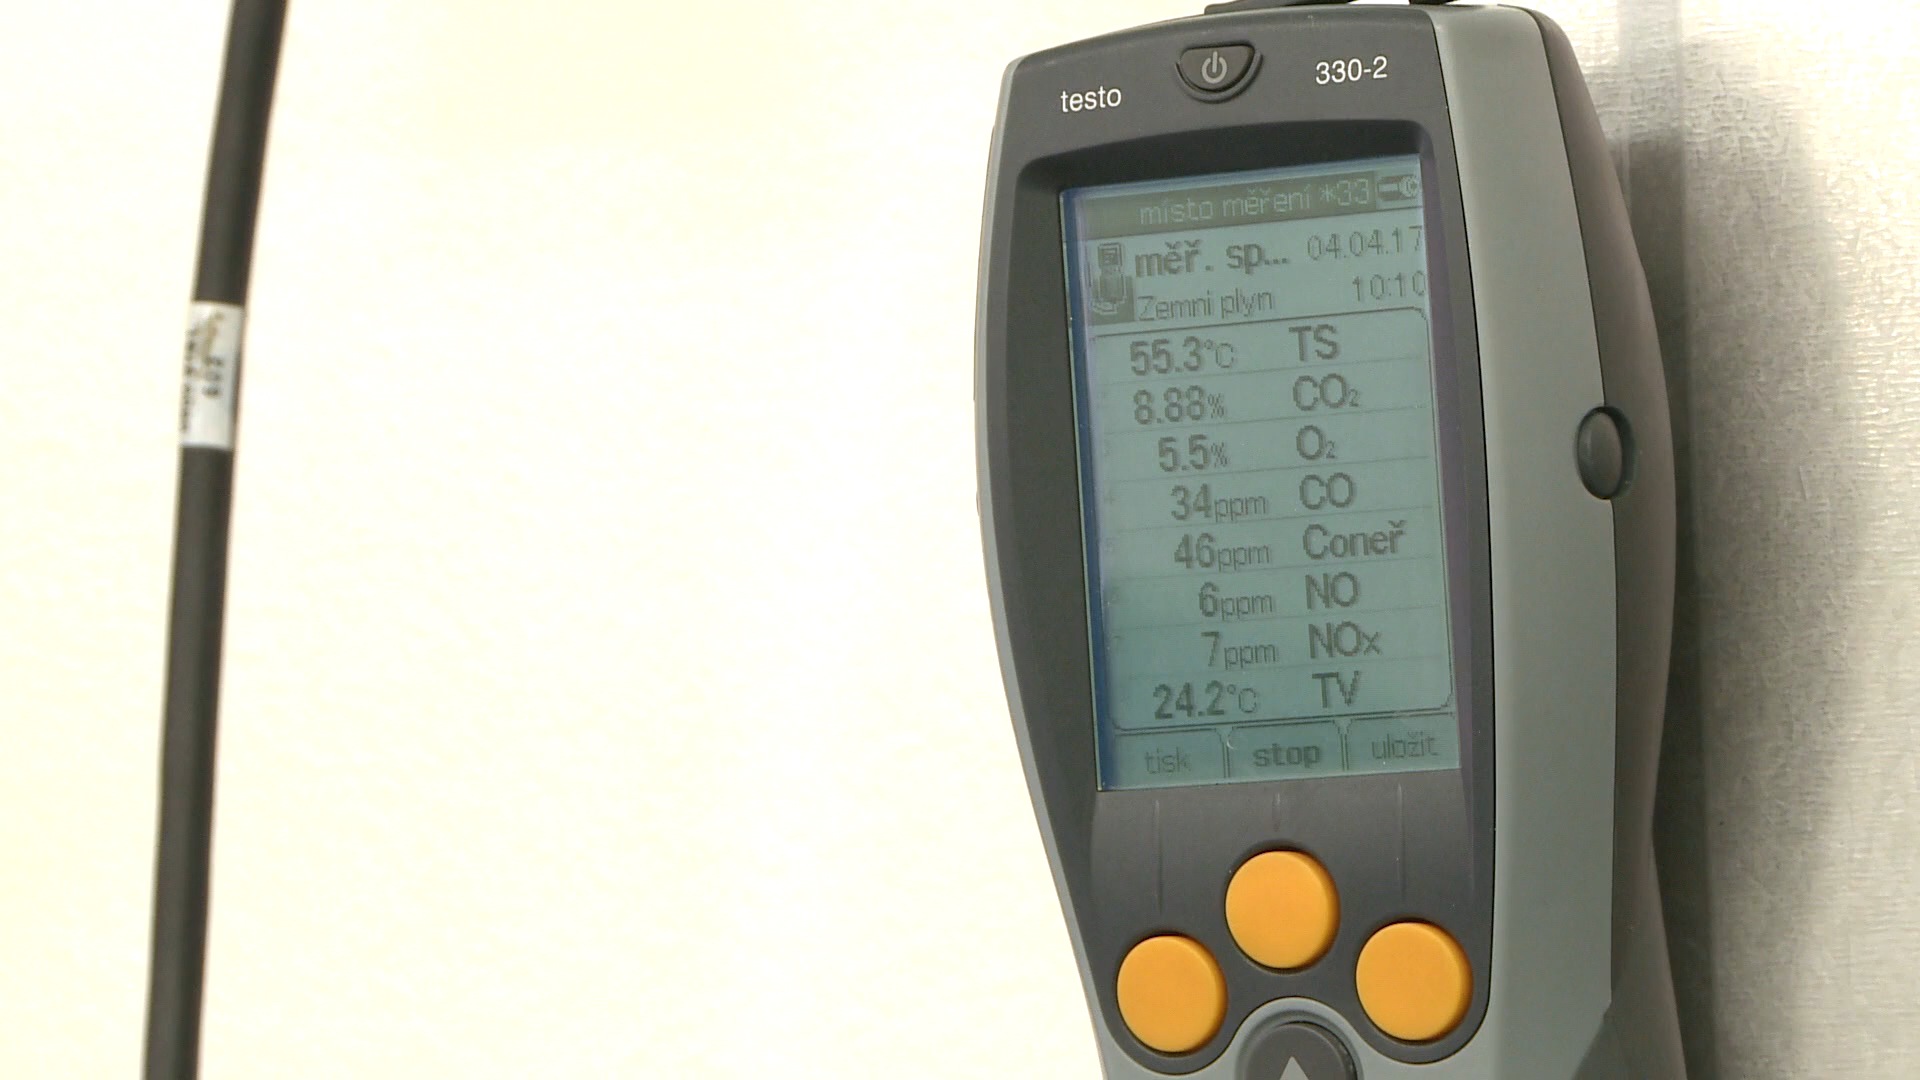 testo 330-2
místo měření *33
měř. sp... 04.04.17
Zemni plyn 10:10
55.3°C TS
8.88% CO₂
5.5% O₂
34ppm CO
46ppm Coneř
6ppm NO
7ppm NOx
24.2°C TV
tisk stop uložit